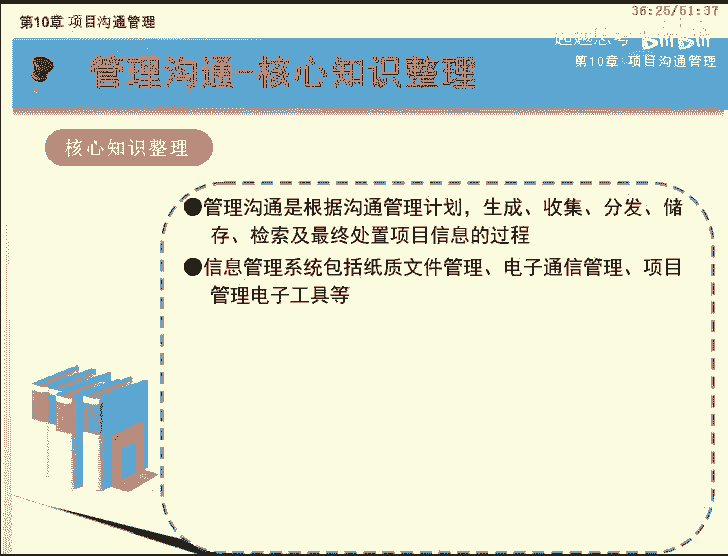 36:25/51:37
第10章 项目沟通管理
超越思考 bilibili
第10章 项目沟通管理
管理沟通-核心知识整理
核心知识整理
●管理沟通是根据沟通管理计划，生成、收集、分发、储
存、检索及最终处置项目信息的过程
●信息管理系统包括纸质文件管理、电子通信管理、项目
管理电子工具等